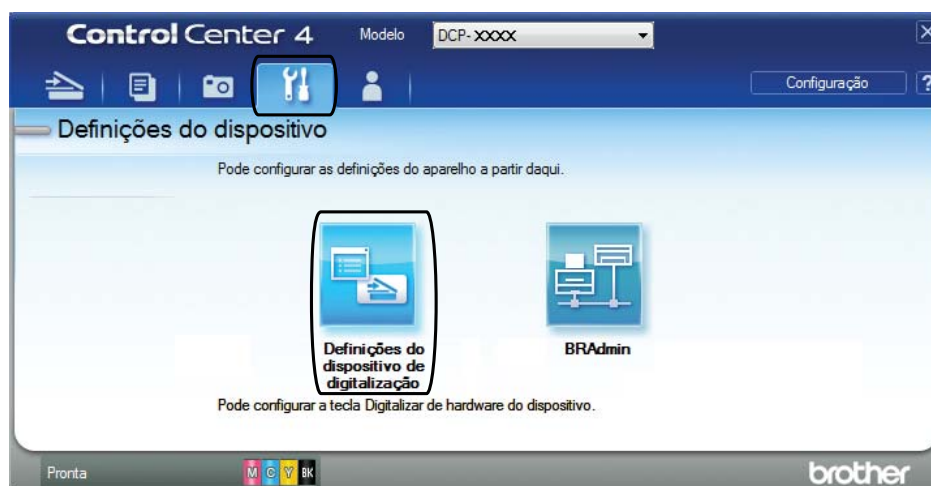 Control Center 4
Modelo
DCP-XXXX
Configuração
?
Definições do dispositivo
Pode configurar as definições do aparelho a partir daqui.
Definições do
dispositivo de
digitalização
BRAdmin
Pode configurar a tecla Digitalizar de hardware do dispositivo.
Pronta
M C Y BK
brother